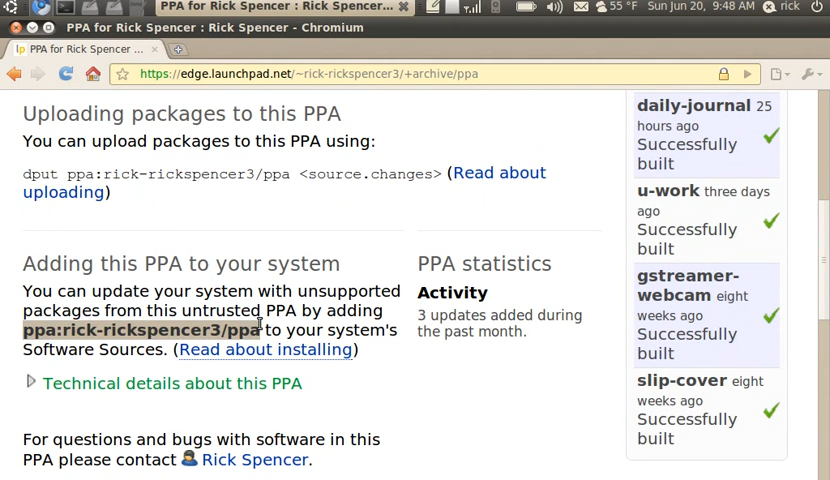 PPA for Rick Spencer : Rick Spenc...
55 °F
Sun Jun 20, 9:48 AM
rick
PPA for Rick Spencer : Rick Spencer - Chromium
lp PPA for Rick Spencer ...
https://edge.launchpad.net/~rick-rickspencer3/+archive/ppa
Uploading packages to this PPA
You can upload packages to this PPA using:
dput ppa:rick-rickspencer3/ppa <source.changes> (Read about
uploading)
Adding this PPA to your system
You can update your system with unsupported
packages from this untrusted PPA by adding
ppa:rick-rickspencer3/ppa to your system's
Software Sources. (Read about installing)
Technical details about this PPA
For questions and bugs with software in this
PPA please contact Rick Spencer.
PPA statistics
Activity
3 updates added during
the past month.
daily-journal 25
hours ago
Successfully
built
u-work three days
ago
Successfully
built
gstreamer-
webcam eight
weeks ago
Successfully
built
slip-cover eight
weeks ago
Successfully
built